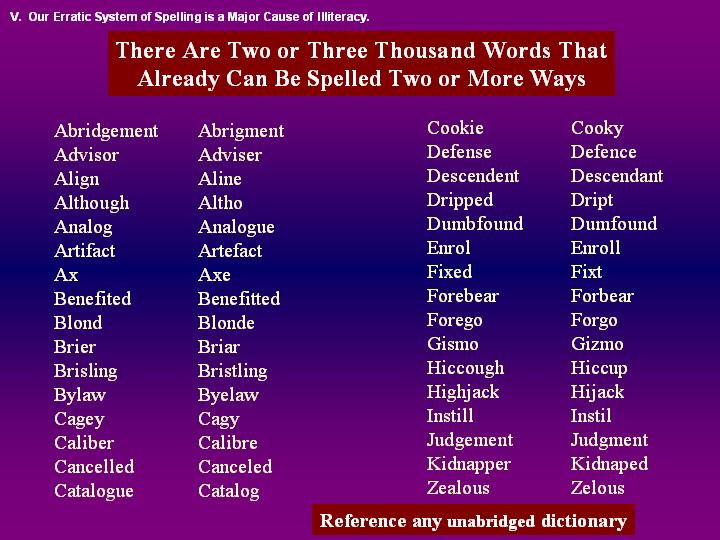 V. Our Erratic System of Spelling is a Major Cause of Illiteracy.
There Are Two or Three Thousand Words That
Already Can Be Spelled Two or More Ways
Abridgement Abrigment
Advisor Adviser
Align Aline
Although Altho
Analog Analogue
Artifact Artefact
Ax Axe
Benefited Benefitted
Blond Blonde
Brier Briar
Brisling Bristling
Bylaw Byelaw
Cagey Cagy
Caliber Calibre
Cancelled Canceled
Catalogue Catalog
Cookie Cooky
Defense Defence
Descendent Descendant
Dripped Dript
Dumbfound Dumfound
Enrol Enroll
Fixed Fixt
Forebear Forbear
Forego Forgo
Gismo Gizmo
Hiccough Hiccup
Highjack Hijack
Instill Instil
Judgement Judgment
Kidnapper Kidnaped
Zealous Zelous
Reference any unabridged dictionary